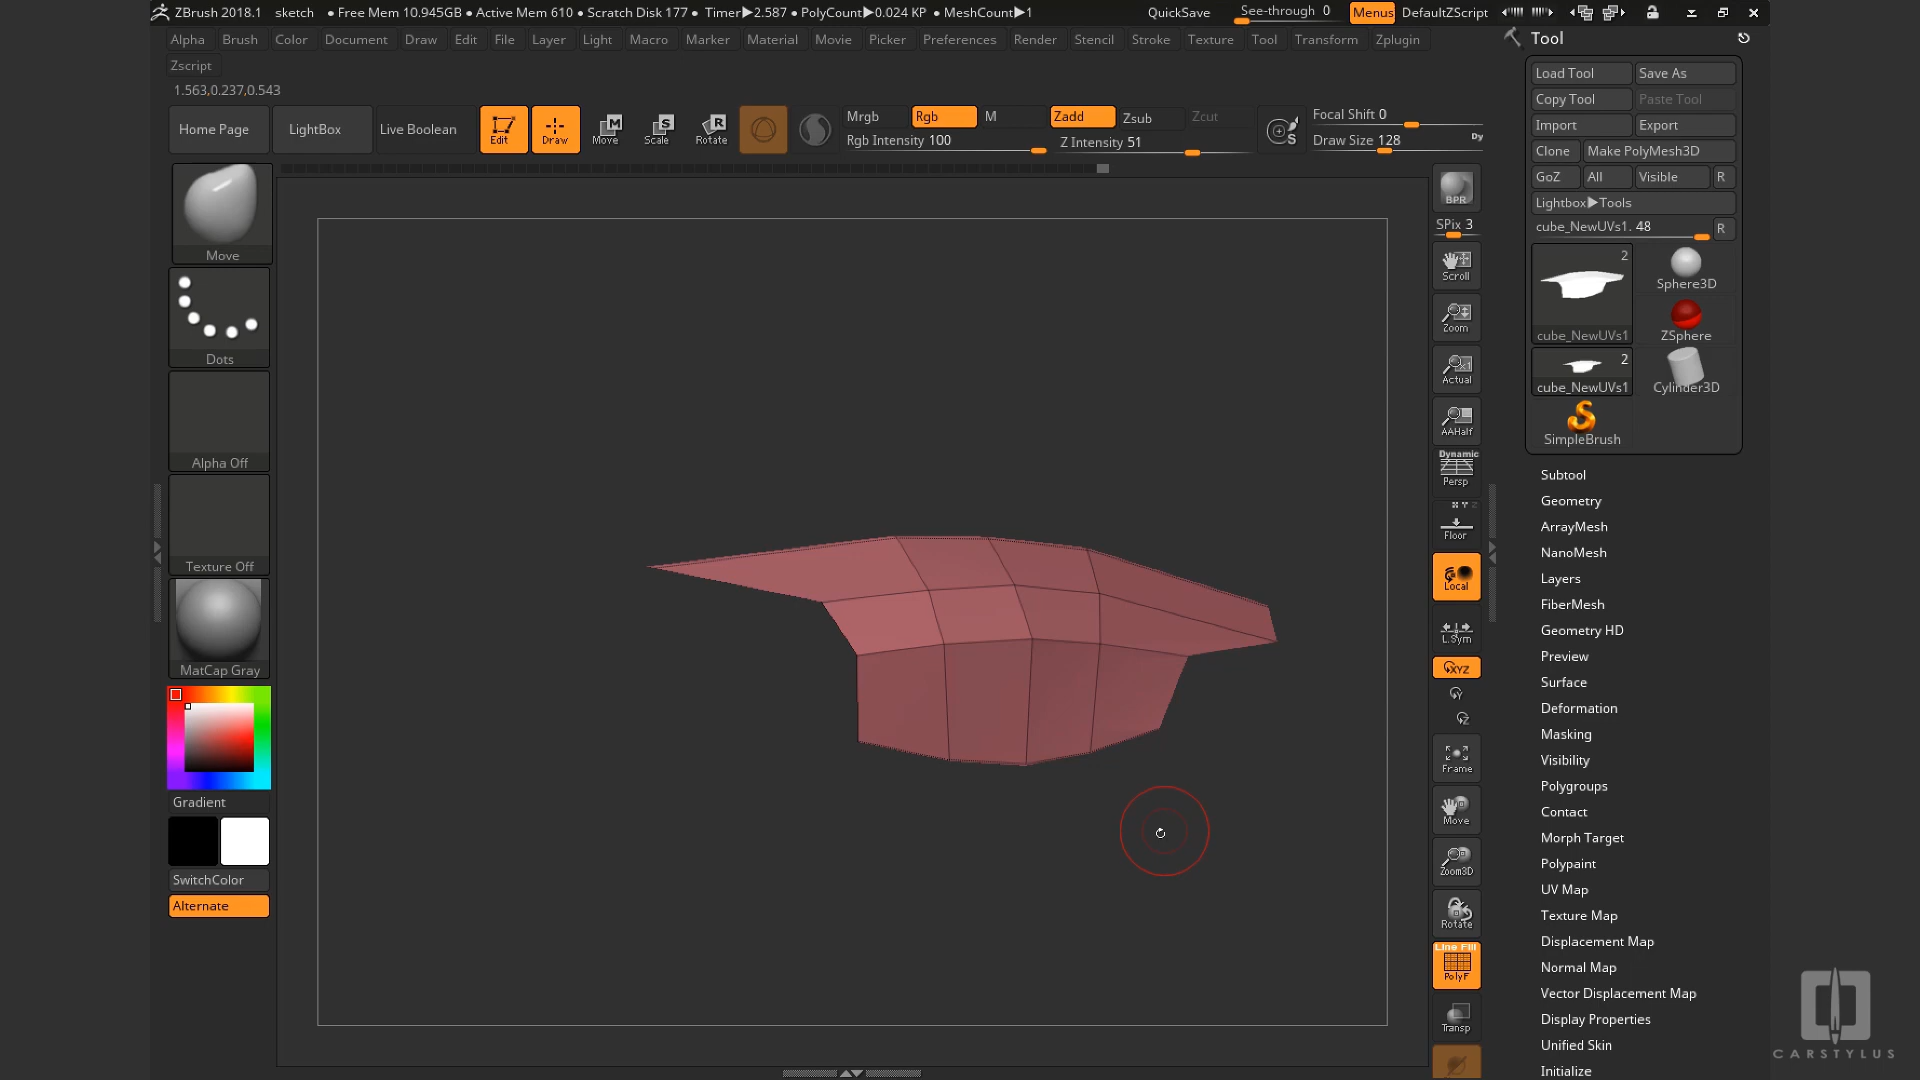 ZBrush 2018.1 sketch • Free Mem 10.945GB • Active Mem 610 • Scratch Disk 177 • Timer▶2.587 • PolyCount▶0.024 KP • MeshCount▶1 QuickSave See-through 0 Menus DefaultZScript
Alpha Brush Color Document Draw Edit File Layer Light Macro Marker Material Movie Picker Preferences Render Stencil Stroke Texture Tool Transform Zplugin
Zscript
1.563,0.237,0.543
Home Page LightBox Live Boolean Edit Draw Move Scale Rotate
Mrgb Rgb M Zadd Zsub Zcut Focal Shift 0
Rgb Intensity 100 Z Intensity 51 Draw Size 128 Dy
Move
Dots
Alpha Off
Texture Off
MatCap Gray
Gradient
SwitchColor
Alternate
BPR
SPix 3
Scroll
Zoom
Actual
AAHalf
Dynamic
Persp
Floor
Local
L.Sym
XYZ
Y
Z
Frame
Move
Zoom3D
Rotate
Line Fill
PolyF
Transp
Tool
Load Tool Save As
Copy Tool Paste Tool
Import Export
Clone Make PolyMesh3D
GoZ All Visible R
Lightbox▶Tools
cube_NewUVs1. 48 R
2
Sphere3D
cube_NewUVs1 ZSphere
2
cube_NewUVs1 Cylinder3D
SimpleBrush
Subtool
Geometry
ArrayMesh
NanoMesh
Layers
FiberMesh
Geometry HD
Preview
Surface
Deformation
Masking
Visibility
Polygroups
Contact
Morph Target
Polypaint
UV Map
Texture Map
Displacement Map
Normal Map
Vector Displacement Map
Display Properties
Unified Skin
Initialize
CARSTYLUS